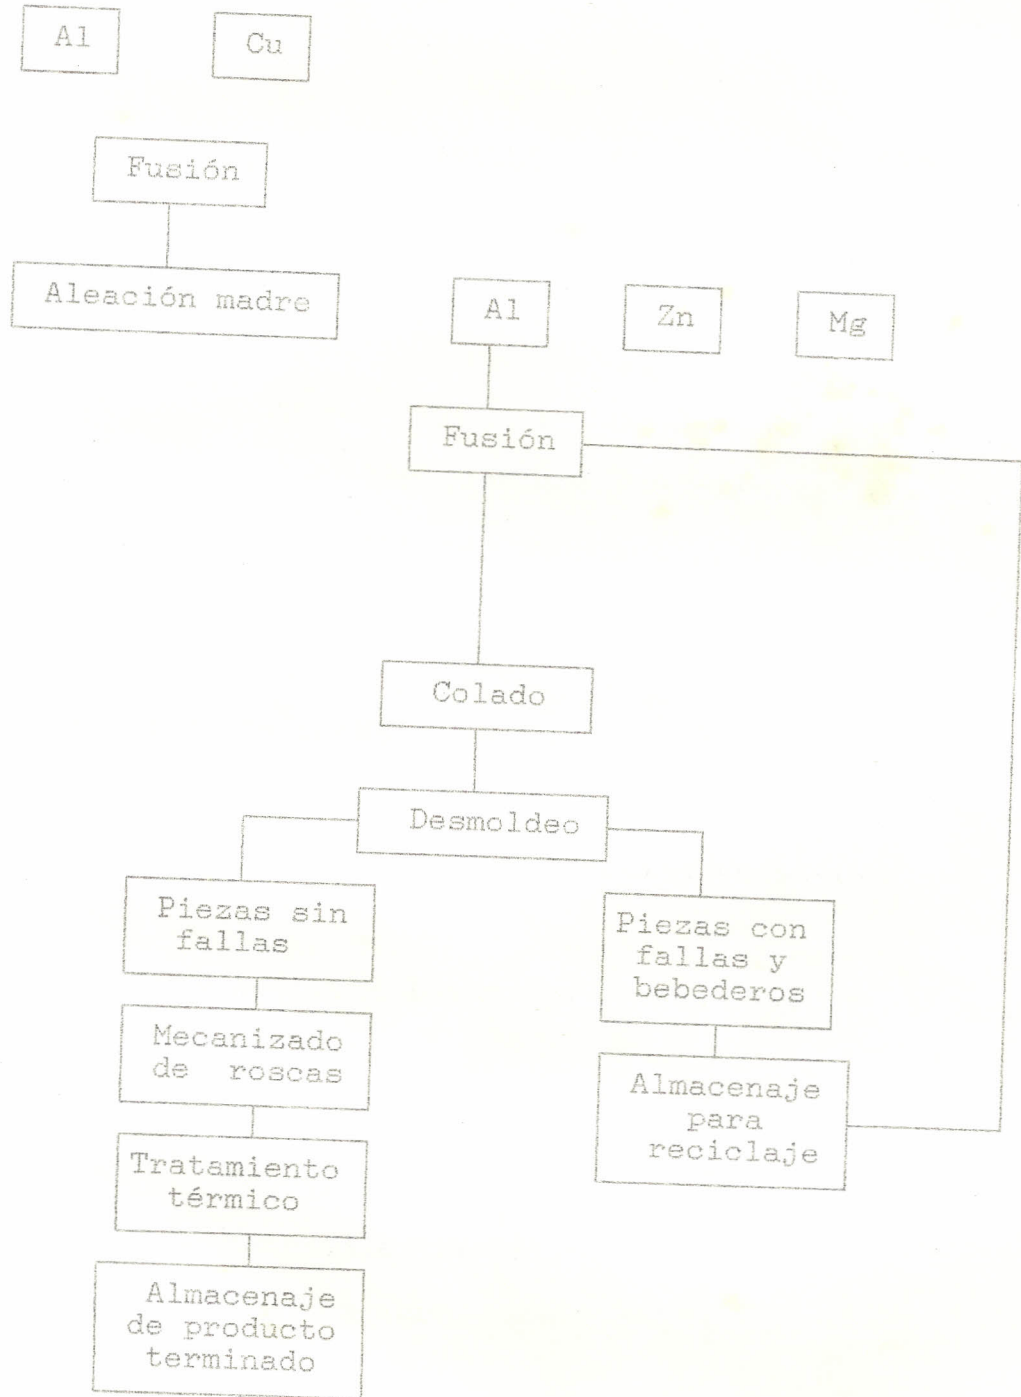 Al
Cu
Fusión
Aleación madre
Al
Zn
Mg
Fusión
Colado
Desmoldeo
Piezas sin
fallas
Piezas con
fallas y
bebederos
Mecanizado
de roscas
Almacenaje
para
reciclaje
Tratamiento
térmico
Almacenaje
de producto
terminado